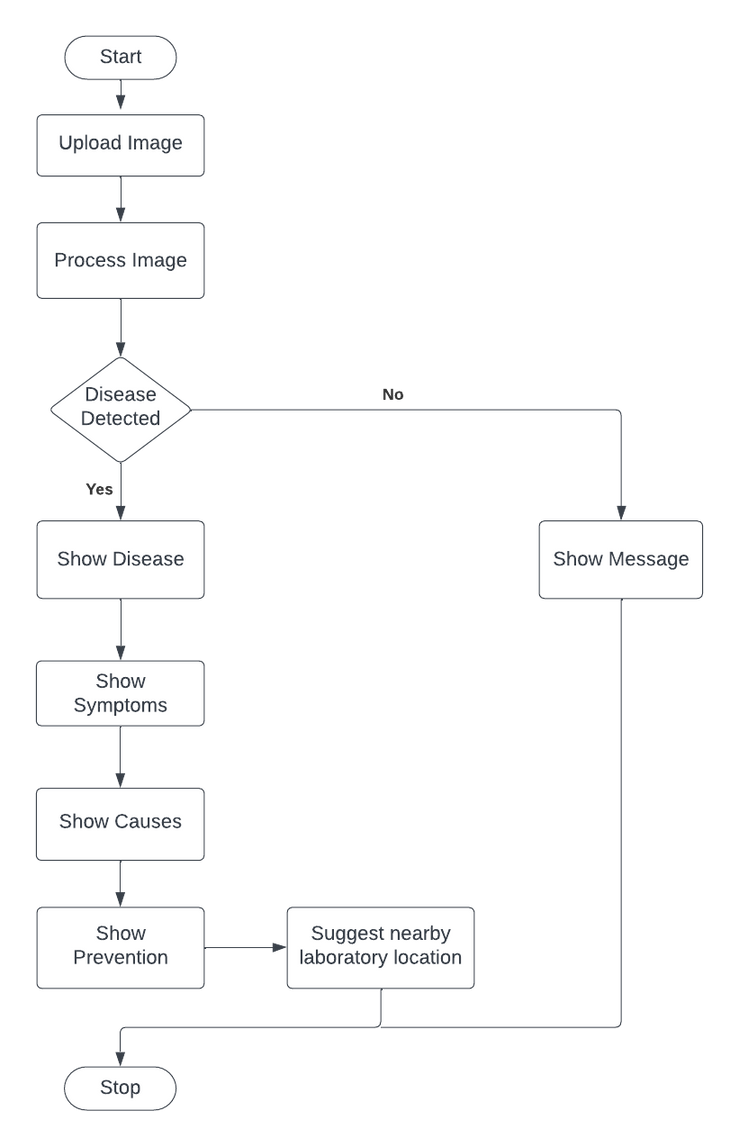 Start
Upload Image
Process Image
Disease
Detected
No
Yes
Show Disease
Show Message
Show
Symptoms
Show Causes
Show
Prevention
Suggest nearby
laboratory location
Stop